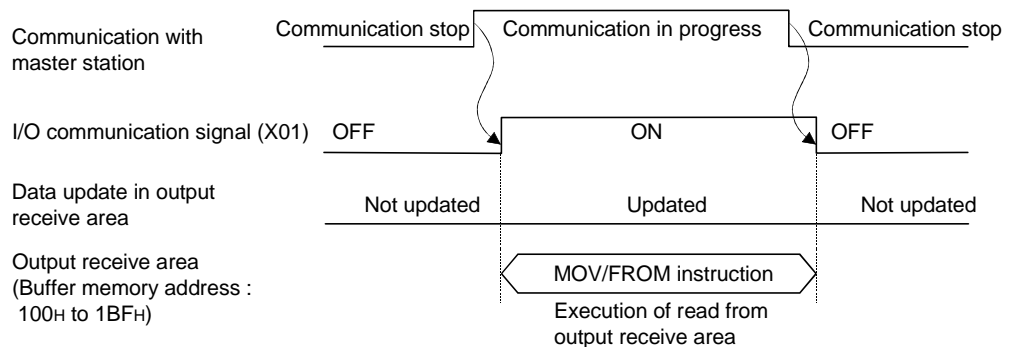 Communication with
master station
Communication stop
Communication in progress
Communication stop
I/O communication signal (X01)
OFF
ON
OFF
Data update in output
receive area
Not updated
Updated
Not updated
Output receive area
(Buffer memory address :
100H to 1BFH)
MOV/FROM instruction
Execution of read from
output receive area